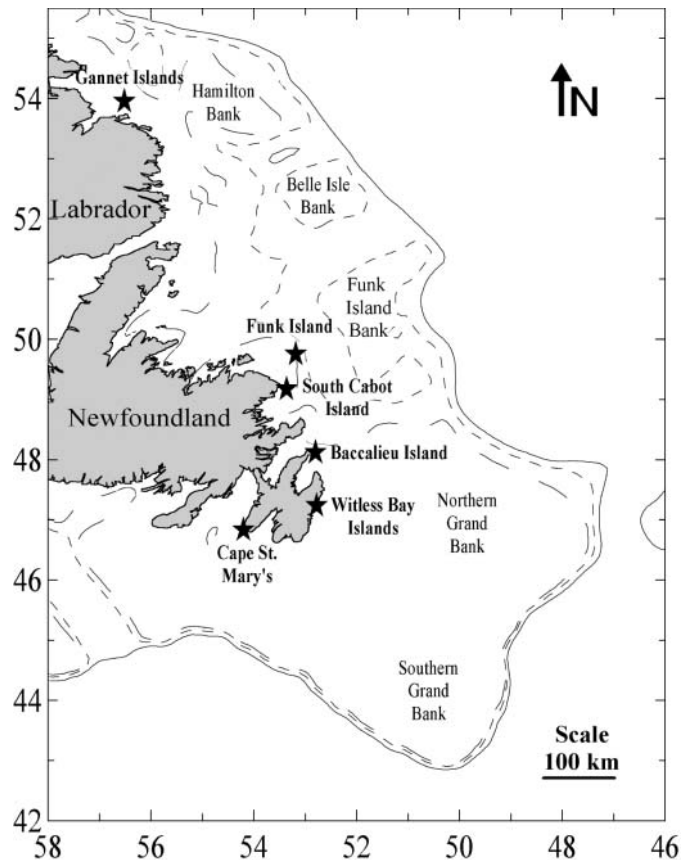 Gannet Islands
Hamilton
Bank
N
54
Belle Isle
Bank
Labrador
52
Funk
Island
Bank
50
Funk Island
South Cabot
Island
Newfoundland
48
Baccalieu Island
Northern
Grand
Bank
Witless Bay
Islands
Cape St.
Mary's
46
Southern
Grand
Bank
44
Scale
100 km
42
58
56
54
52
50
48
46